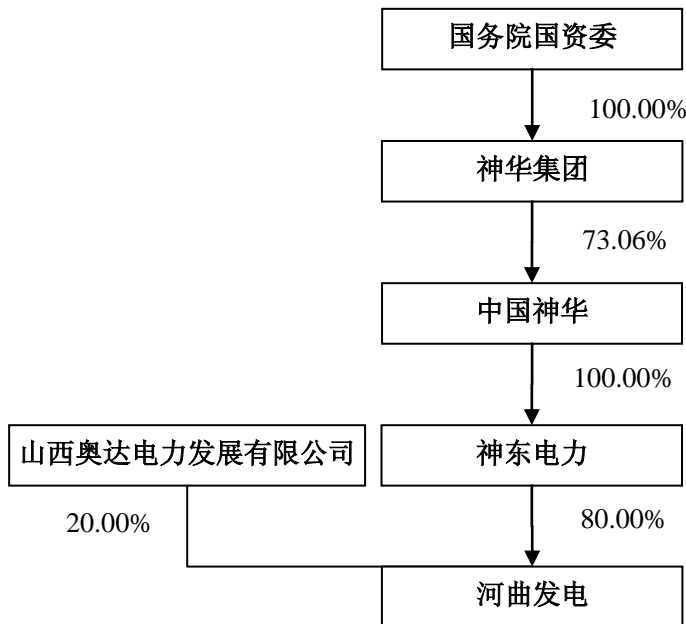 国务院国资委
100.00%
神华集团
73.06%
中国神华
100.00%
山西奥达电力发展有限公司
神东电力
20.00%
80.00%
河曲发电